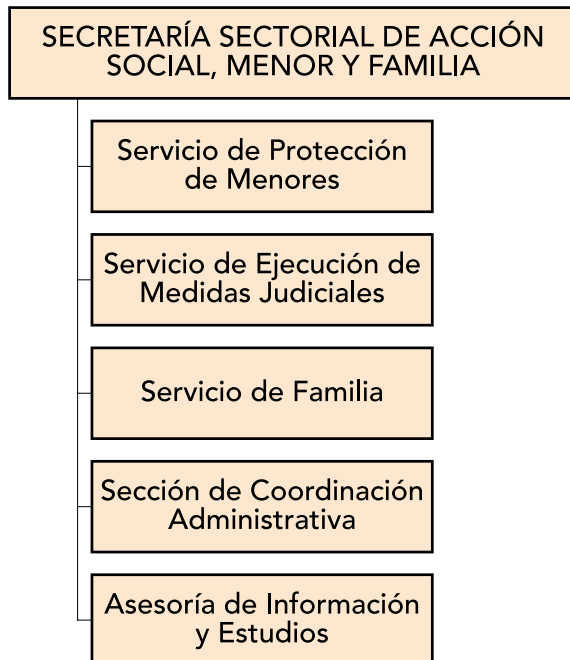 SECRETARÍA SECTORIAL DE ACCIÓN
SOCIAL, MENOR Y FAMILIA
Servicio de Protección
de Menores
Servicio de Ejecución de
Medidas Judiciales
Servicio de Familia
Sección de Coordinación
Administrativa
Asesoría de Información
y Estudios